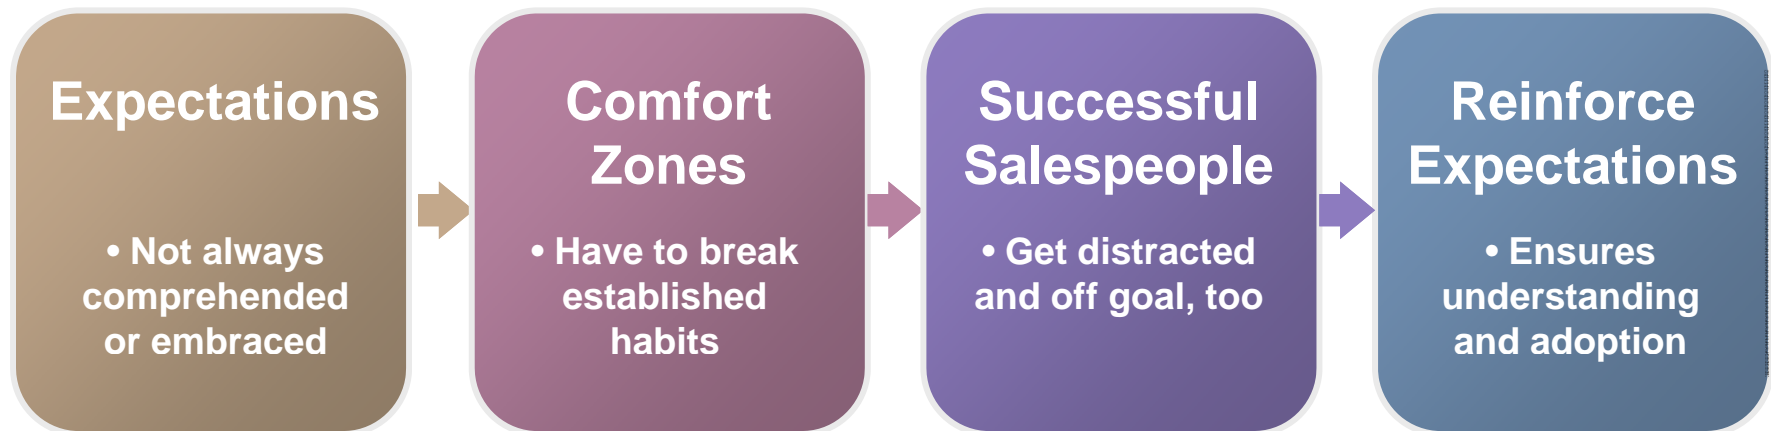 Expectations
• Not always
comprehended
or embraced
Comfort
Zones
• Have to break
established
habits
Successful
Salespeople
• Get distracted
and off goal, too
Reinforce
Expectations
• Ensures
understanding
and adoption